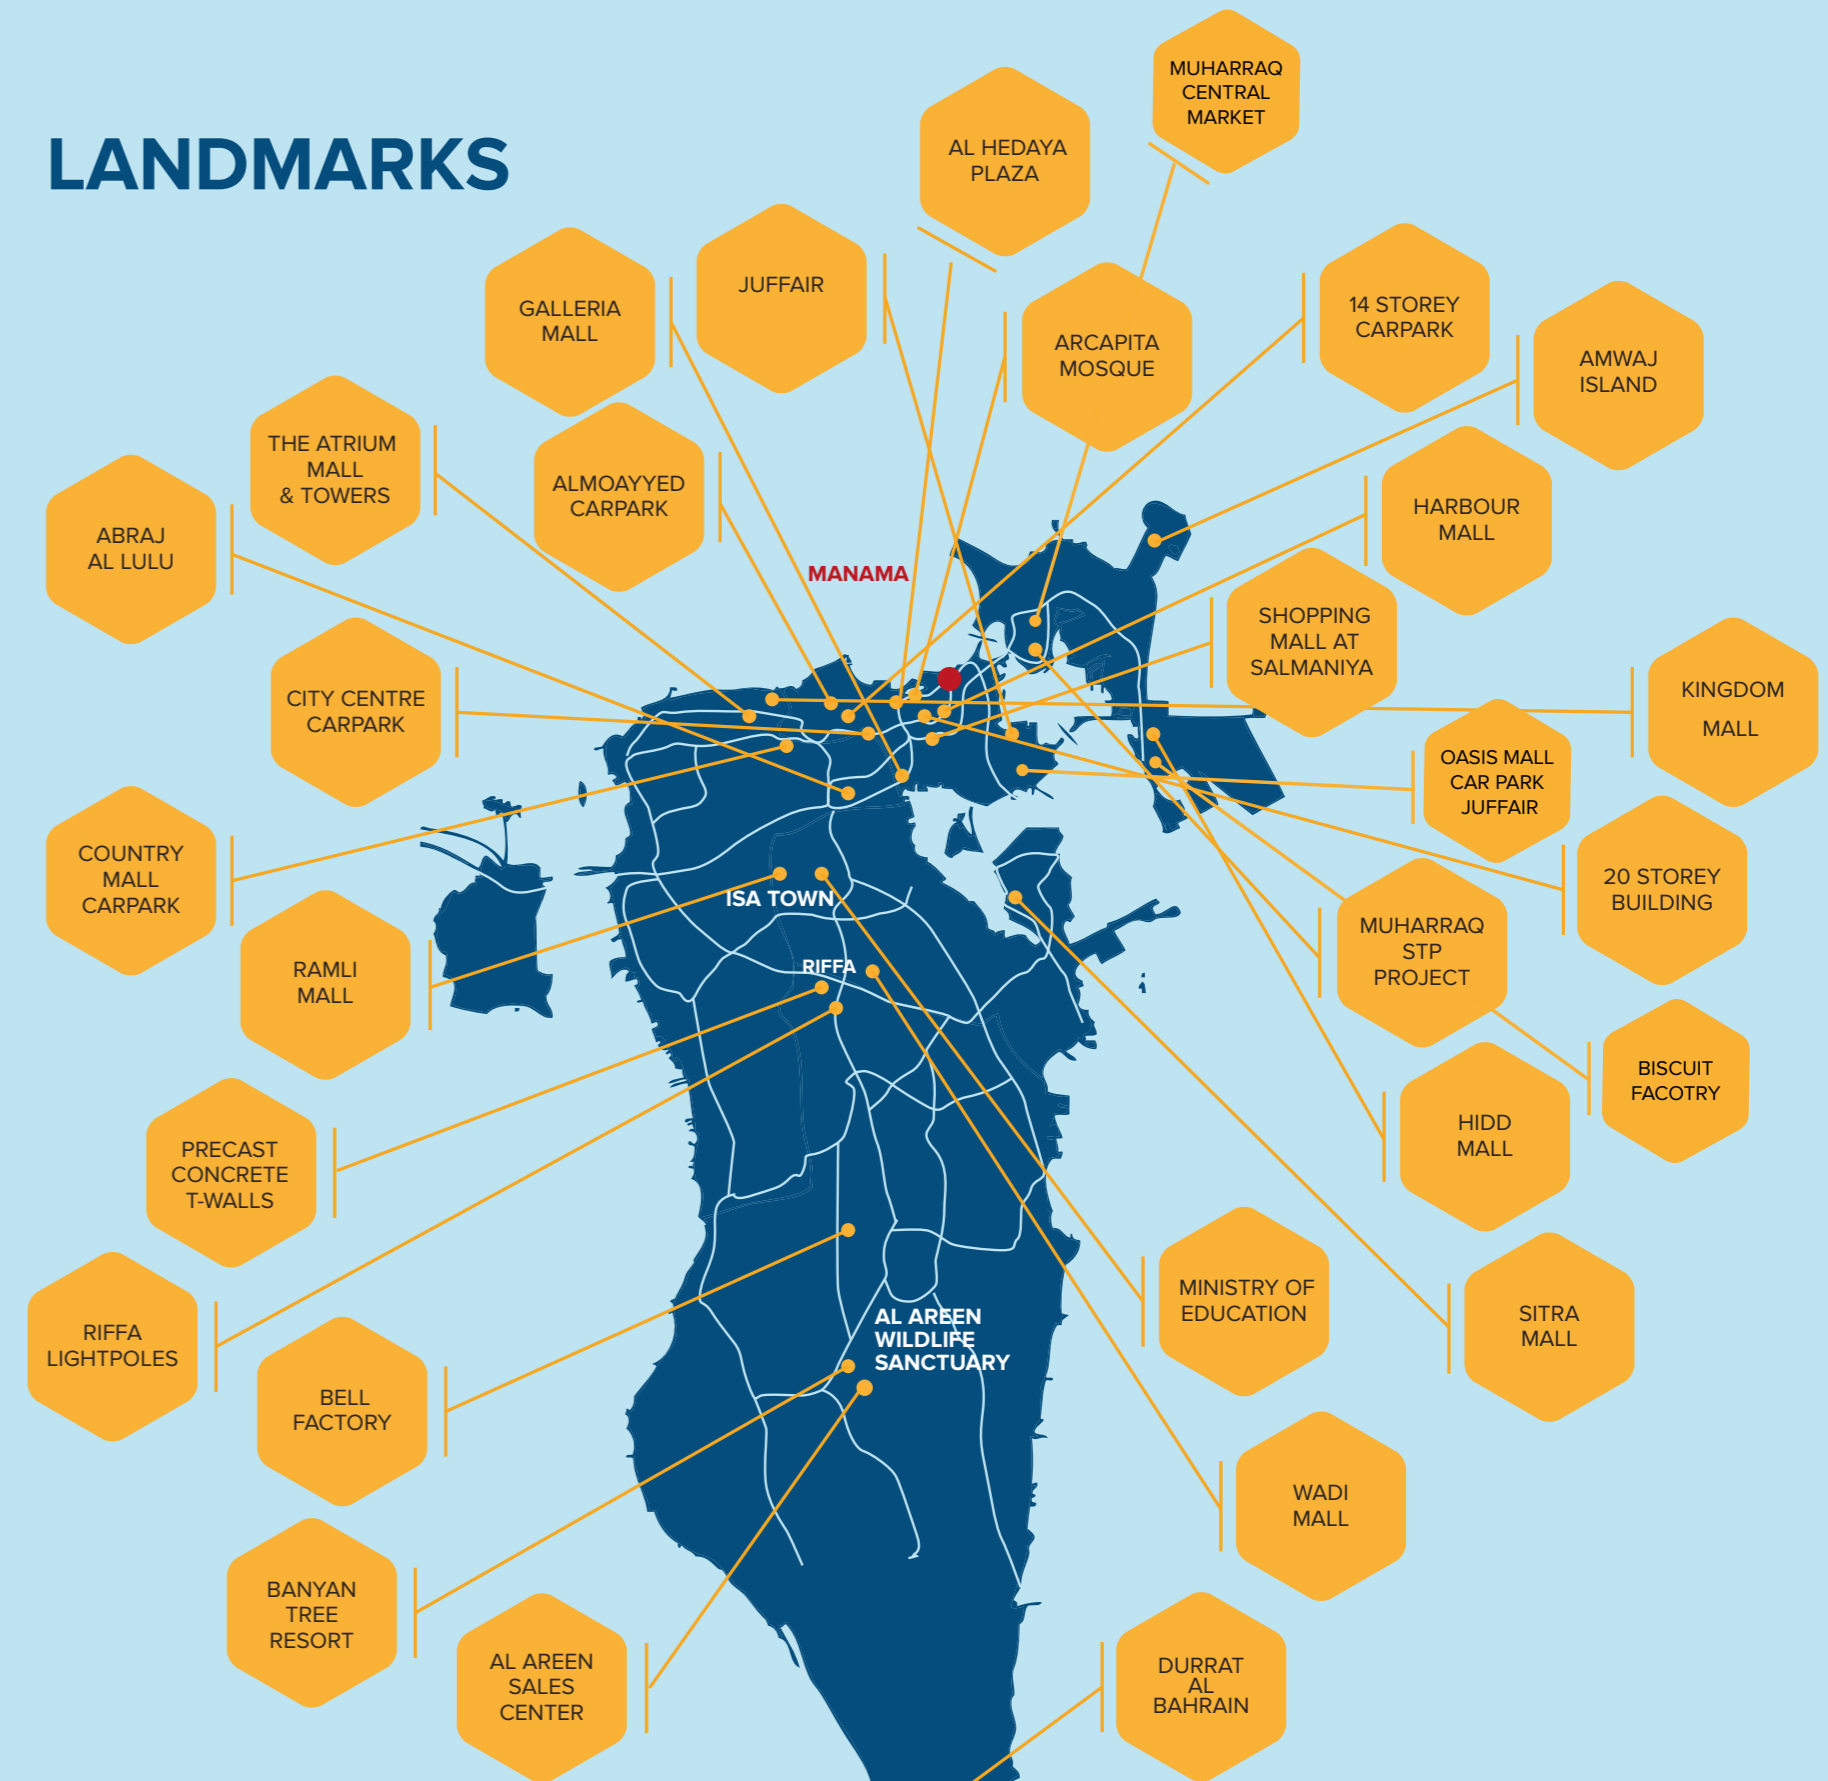 LANDMARKS
MUHARRAQ
CENTRAL
MARKET
AL HEDAYA
PLAZA
JUFFAIR
GALLERIA
MALL
ARCAPITA
MOSQUE
14 STOREY
CARPARK
AMWAJ
ISLAND
THE ATRIUM
MALL
& TOWERS
ALMOAYYED
CARPARK
HARBOUR
MALL
ABRAJ
AL LULU
MANAMA
SHOPPING
MALL AT
SALMANIYA
CITY CENTRE
CARPARK
KINGDOM
MALL
OASIS MALL
CAR PARK
JUFFAIR
COUNTRY
MALL
CARPARK
20 STOREY
BUILDING
ISA TOWN
MUHARRAQ
STP
PROJECT
RAMLI
MALL
RIFFA
BISCUIT
FACOTRY
HIDD
MALL
PRECAST
CONCRETE
T-WALLS
MINISTRY OF
EDUCATION
SITRA
MALL
RIFFA
LIGHTPOLES
AL AREEN
WILDLIFE
SANCTUARY
BELL
FACTORY
WADI
MALL
BANYAN
TREE
RESORT
AL AREEN
SALES
CENTER
DURRAT
AL
BAHRAIN